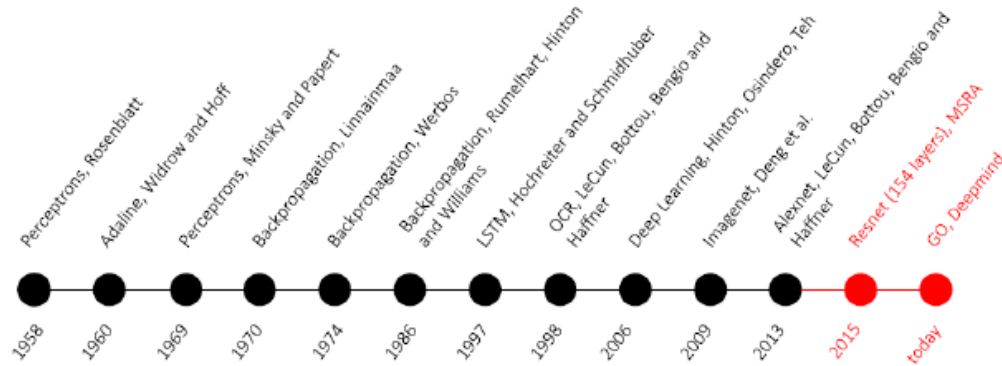 Perceptrons, Rosenblatt
Adaline, Widrow and Hoff
Perceptrons, Minsky and Papert
Backpropagation, Linnainmaa
Backpropagation, Werbos
Backpropagation, Rumelhart, Hinton
and Williams
LSTM, Hochreiter and Schmidhuber
OCR, LeCun, Bottou, Bengio and
Haffner
Deep Learning, Hinton, Osindero, Teh
Imagenet, Deng et al.
Alexnet, LeCun, Bottou, Bengio and
Haffner
Resnet (154 layers), MSRA
GO, Deepmind
1958
1960
1969
1970
1974
1986
1997
1998
2006
2009
2013
2015
today